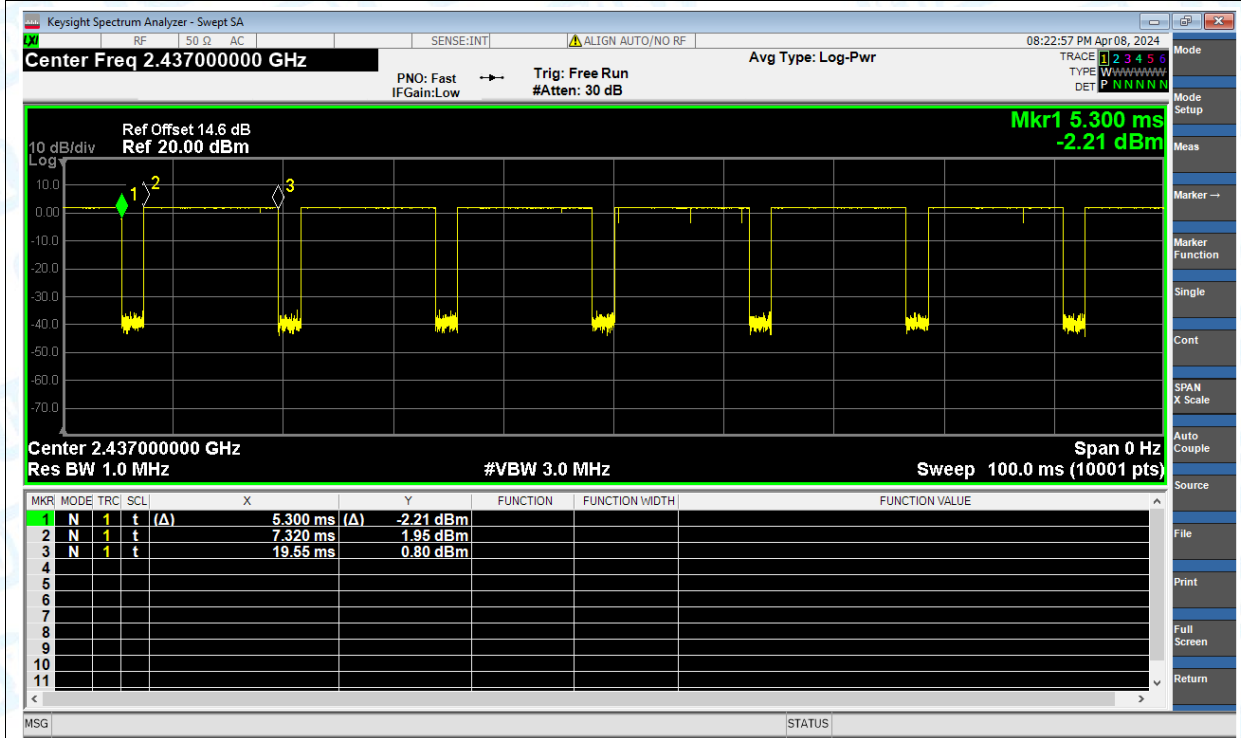 Keysight Spectrum Analyzer - Swept SA
LXI RF 50 Ω AC SENSE:INT ALIGN AUTO/NO RF 08:22:57 PM Apr 08, 2024
Center Freq 2.437000000 GHz Avg Type: Log-Pwr TRACE 1 2 3 4 5 6
PNO: Fast Trig: Free Run TYPE WWWWWW
IFGain:Low #Atten: 30 dB DET P N N N N N
Mkr1 5.300 ms
-2.21 dBm
Ref Offset 14.6 dB
10 dB/div Ref 20.00 dBm
Log
10.0
0.00
-10.0
-20.0
-30.0
-40.0
-50.0
-60.0
-70.0
1
2
3
Center 2.437000000 GHz Span 0 Hz
Res BW 1.0 MHz #VBW 3.0 MHz Sweep 100.0 ms (10001 pts)
MKR MODE TRC SCL X Y FUNCTION FUNCTION WIDTH FUNCTION VALUE
1 N 1 t (Δ) 5.300 ms (Δ) -2.21 dBm
2 N 1 t 7.320 ms 1.95 dBm
3 N 1 t 19.55 ms 0.80 dBm
4
5
6
7
8
9
10
11
MSG STATUS
Mode
Mode
Setup
Meas
Marker →
Marker
Function
Single
Cont
SPAN
X Scale
Auto
Couple
Source
File
Print
Full
Screen
Return